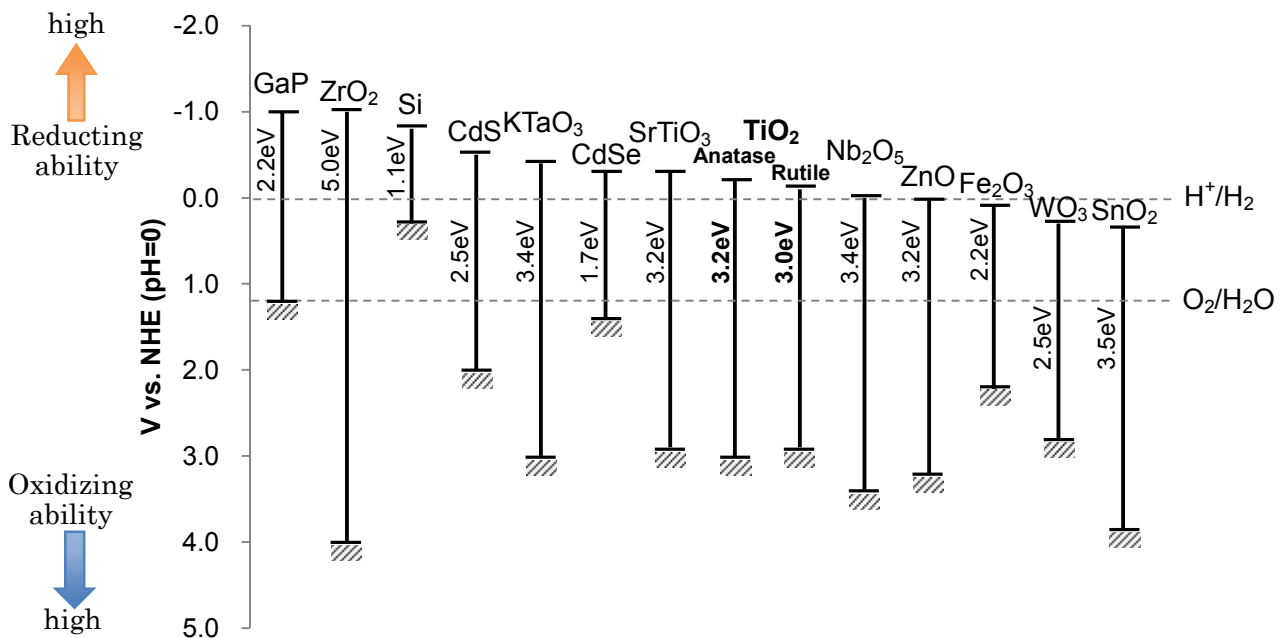 high
Reducting
ability
Oxidizing
ability
high
V vs. NHE (pH=0)
-2.0
-1.0
0.0
1.0
2.0
3.0
4.0
5.0
GaP
2.2eV
ZrO₂
5.0eV
Si
1.1eV
CdS
2.5eV
KTaO₃
3.4eV
CdSe
1.7eV
SrTiO₃
3.2eV
TiO₂
Anatase
3.2eV
Rutile
3.0eV
Nb₂O₅
3.4eV
ZnO
3.2eV
Fe₂O₃
2.2eV
WO₃
2.5eV
SnO₂
3.5eV
H⁺/H₂
O₂/H₂O